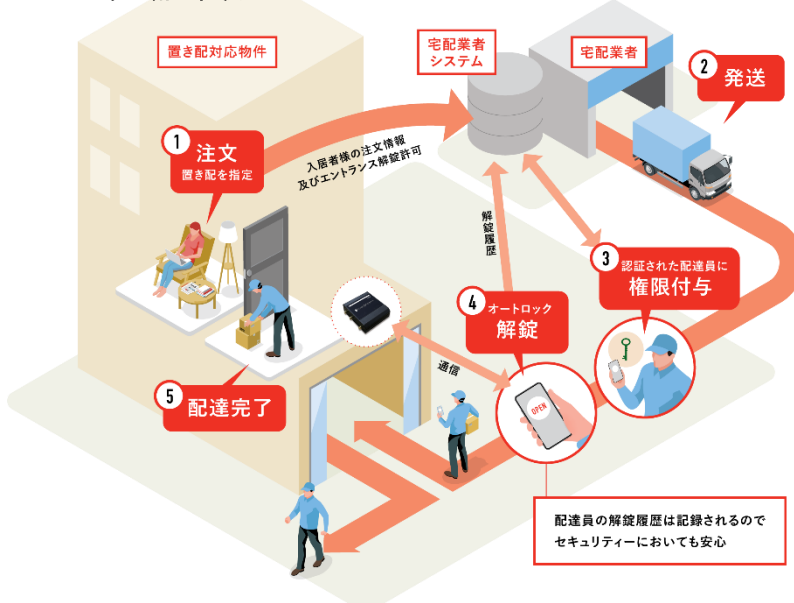 置き配対応物件
宅配業者
システム
宅配業者
2
発送
1
注文
置き配を指定
入居者様の注文情報
及びエントランス解錠許可
解錠履歴
3
認証された配達員に
権限付与
4
オートロック
解錠
通信
OPEN
5
配達完了
配達員の解錠履歴は記録されるので
セキュリティーにおいても安心